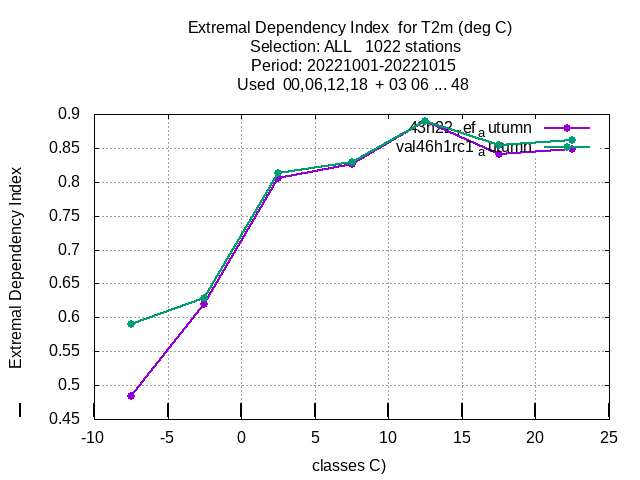 Extremal Dependency Index for T2m (deg C)
Selection: ALL 1022 stations
Period: 20221001-20221015
Used 00,06,12,18 + 03 06 ... 48
Extremal Dependency Index
0.9
0.85
0.8
0.75
0.7
0.65
0.6
0.55
0.5
0.45
-10
-5
0
5
10
15
20
25
classes C)
val46h1rc1 a utumn